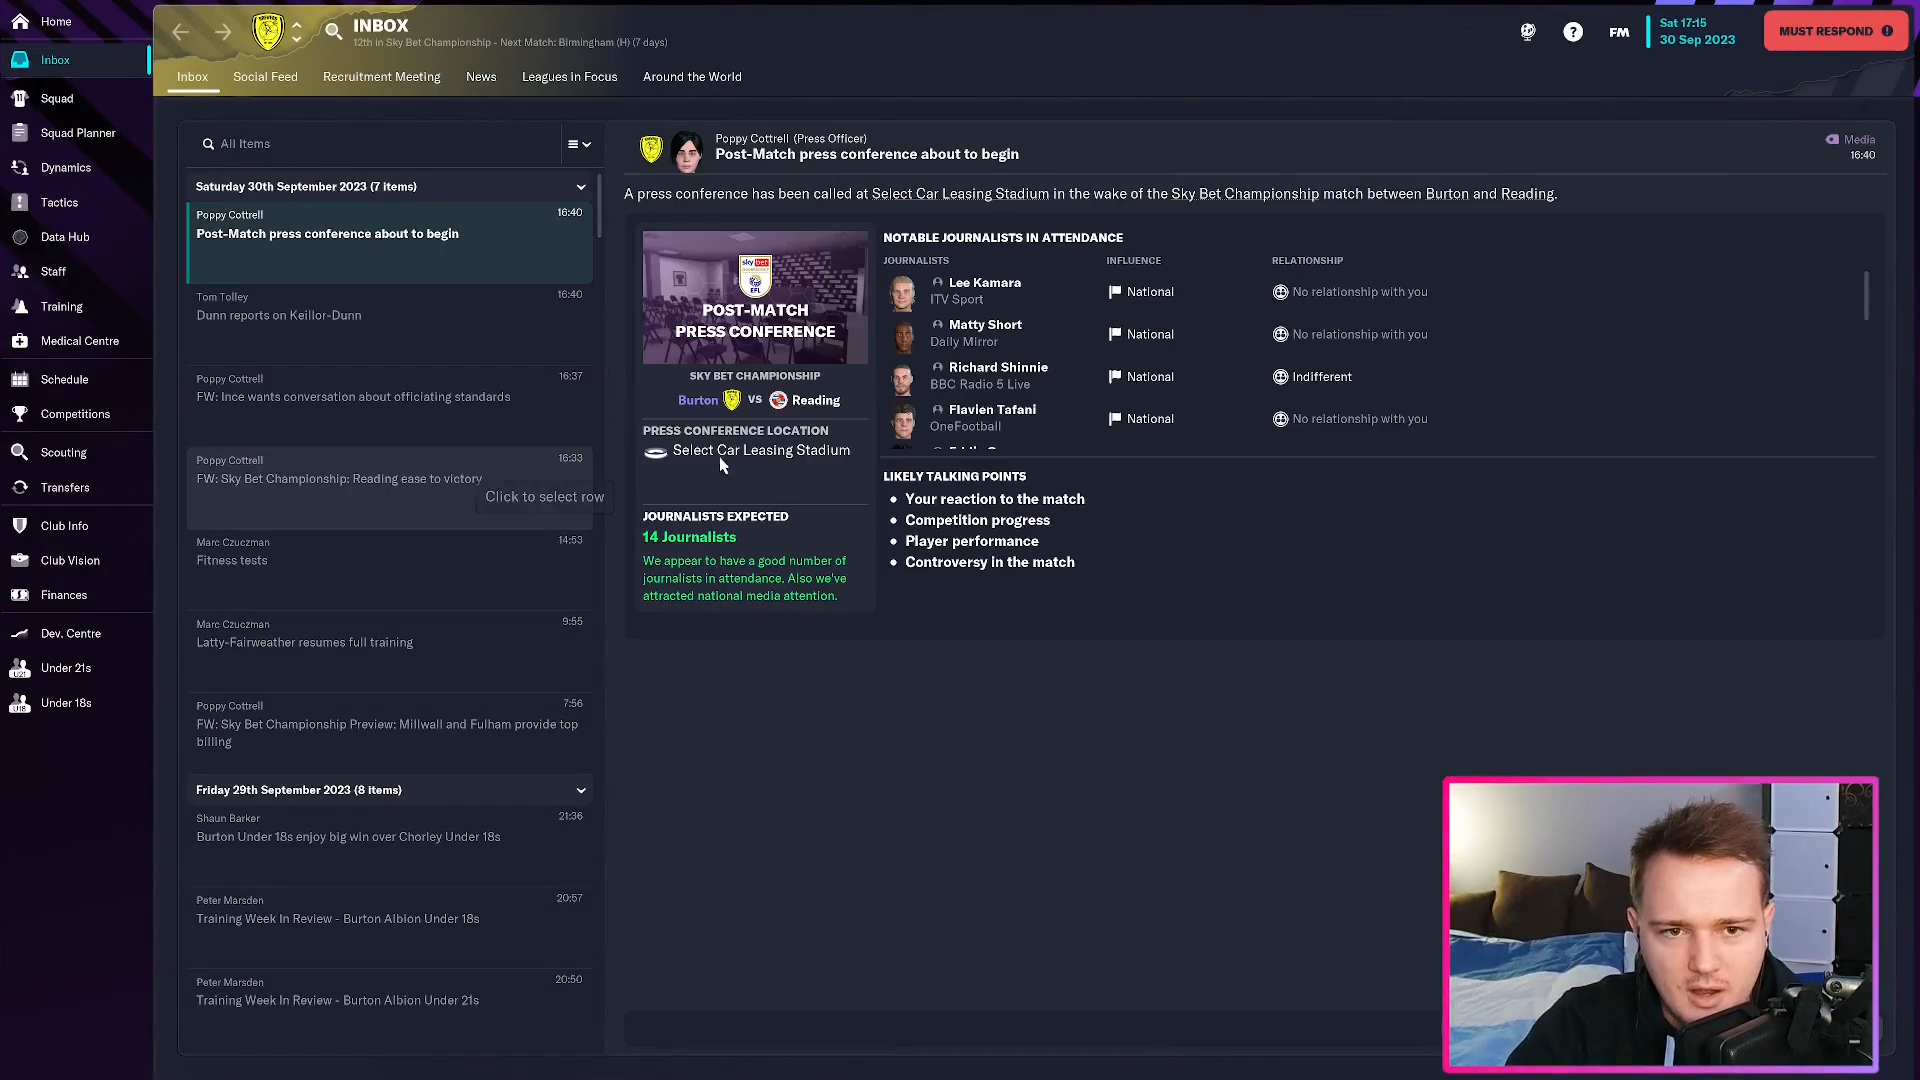 Home
Inbox
Squad
Squad Planner
Dynamics
Tactics
Data Hub
Staff
Training
Medical Centre
Schedule
Competitions
Scouting
Transfers
Club Info
Club Vision
Finances
Dev. Centre
U21
Under 21s
U18
Under 18s
INBOX
12th in Sky Bet Championship - Next Match: Birmingham (H) (7 days)
FM
Sat 17:15
30 Sep 2023
MUST RESPOND
Inbox
Social Feed
Recruitment Meeting
News
Leagues in Focus
Around the World
All Items
Saturday 30th September 2023 (7 items)
Poppy Cottrell
16:40
Post-Match press conference about to begin
Tom Tolley
16:40
Dunn reports on Keillor-Dunn
Poppy Cottrell
16:37
FW: Ince wants conversation about officiating standards
Poppy Cottrell
16:33
FW: Sky Bet Championship: Reading ease to victory
Click to select row
Marc Czuczman
14:53
Fitness tests
Marc Czuczman
9:55
Latty-Fairweather resumes full training
Poppy Cottrell
7:56
FW: Sky Bet Championship Preview: Millwall and Fulham provide top
billing
Friday 29th September 2023 (8 items)
Shaun Barker
21:36
Burton Under 18s enjoy big win over Chorley Under 18s
Peter Marsden
20:57
Training Week In Review - Burton Albion Under 18s
Peter Marsden
20:50
Training Week In Review - Burton Albion Under 21s
Poppy Cottrell (Press Officer)
Post-Match press conference about to begin
Media
16:40
A press conference has been called at Select Car Leasing Stadium in the wake of the Sky Bet Championship match between Burton and Reading.
sky bet
EFL
POST-MATCH
PRESS CONFERENCE
SKY BET CHAMPIONSHIP
Burton VS Reading
PRESS CONFERENCE LOCATION
Select Car Leasing Stadium
JOURNALISTS EXPECTED
14 Journalists
We appear to have a good number of
journalists in attendance. Also we've
attracted national media attention.
NOTABLE JOURNALISTS IN ATTENDANCE
JOURNALISTS INFLUENCE RELATIONSHIP
Lee Kamara
ITV Sport
National
No relationship with you
Matty Short
Daily Mirror
National
No relationship with you
Richard Shinnie
BBC Radio 5 Live
National
Indifferent
Flavien Tafani
OneFootball
National
No relationship with you
LIKELY TALKING POINTS
Your reaction to the match
Competition progress
Player performance
Controversy in the match